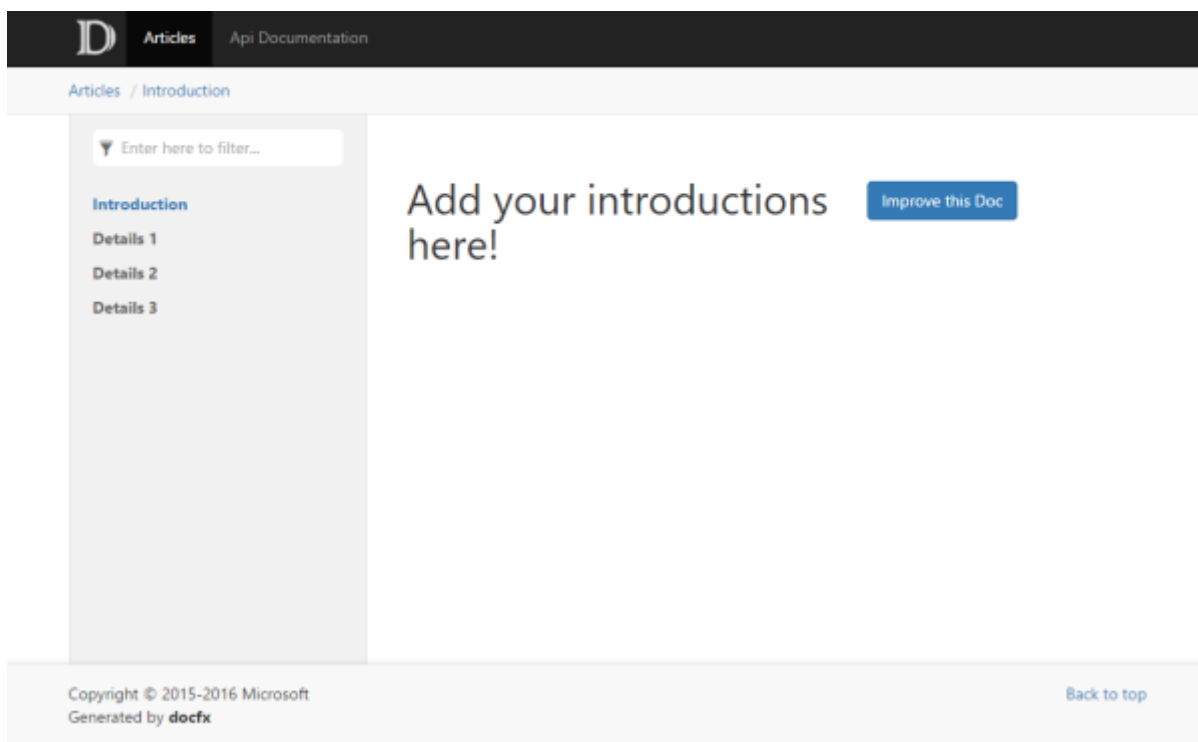 D Articles Api Documentation
Articles / Introduction
Enter here to filter...
Introduction
Details 1
Details 2
Details 3
Add your introductions
here!
Improve this Doc
Copyright © 2015-2016 Microsoft
Generated by docfx
Back to top